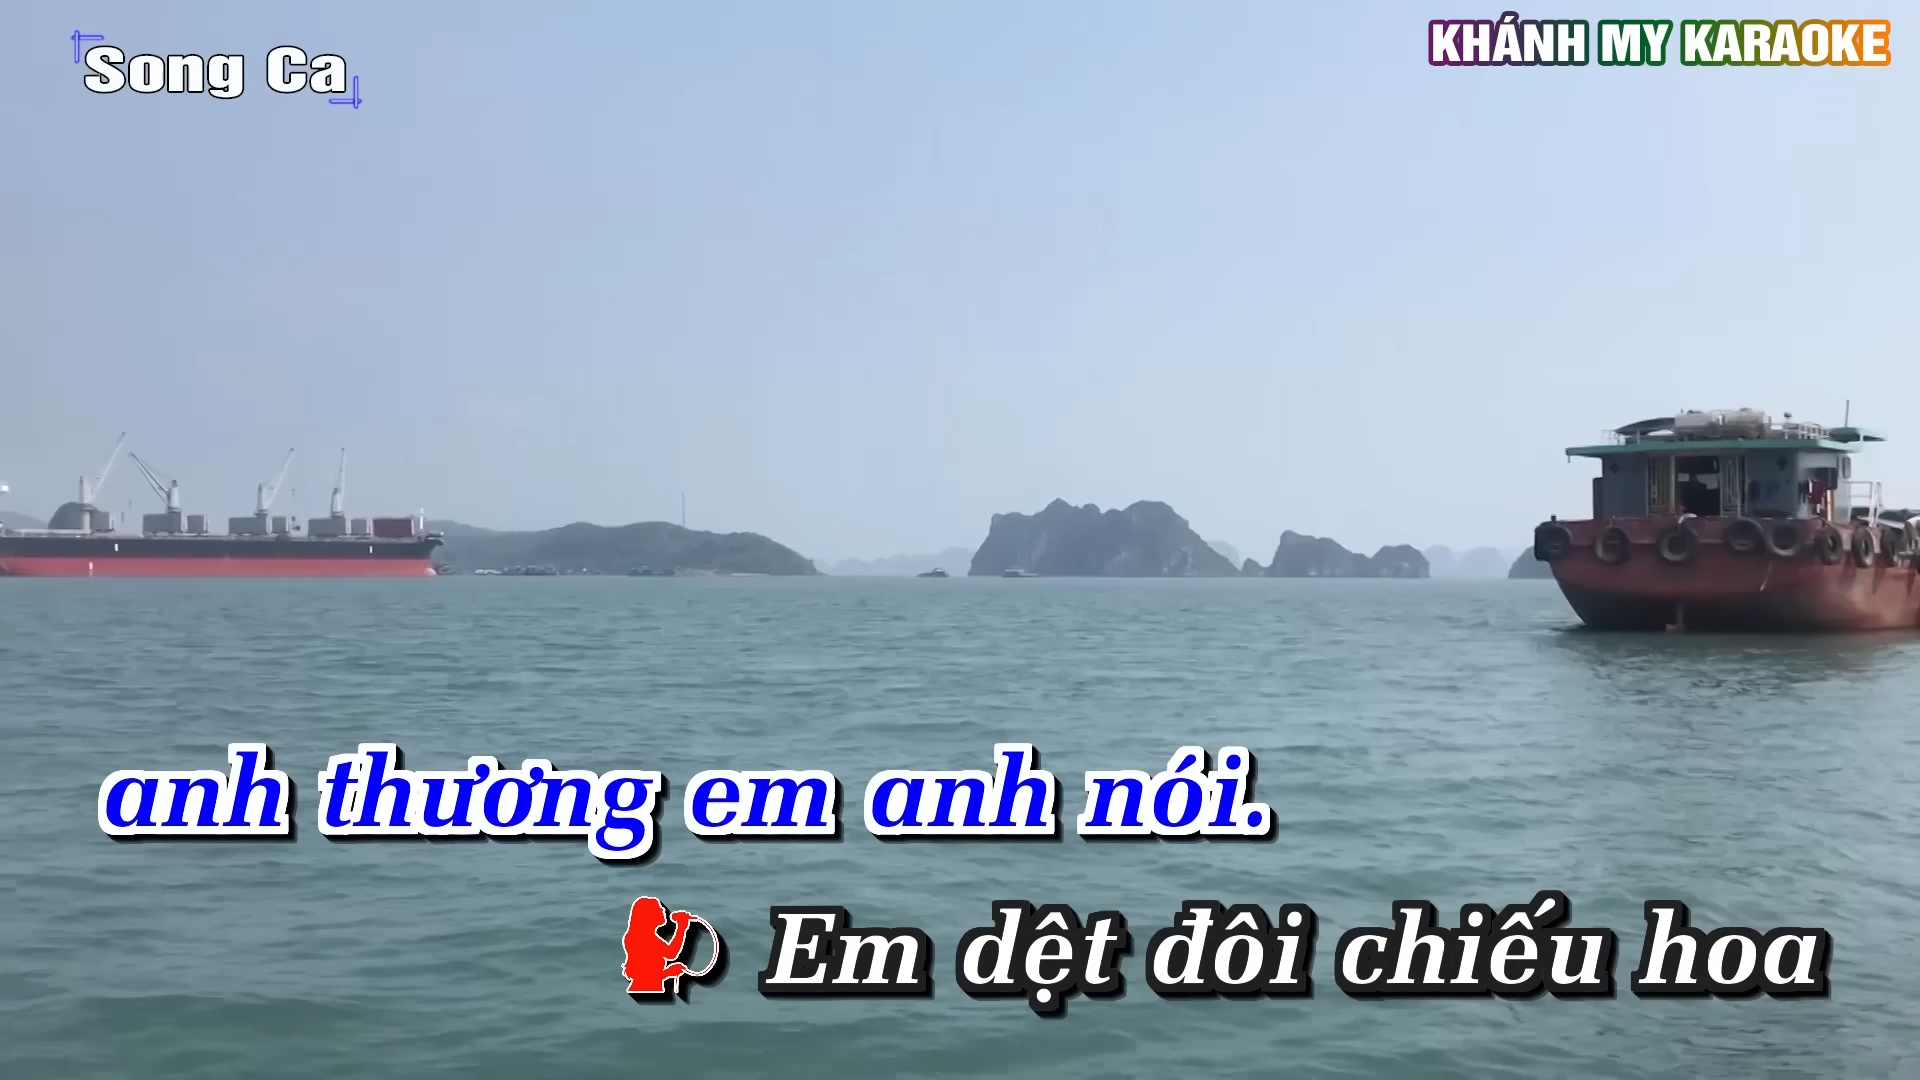 Song Ca
KHÁNH MY KARAOKE
anh thương em anh nói.
Em dệt đôi chiếu hoa